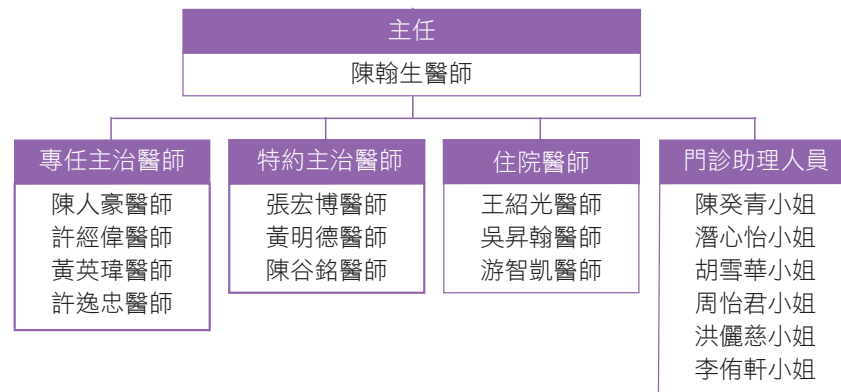 主任
陳翰生醫師
專任主治醫師
陳人豪醫師
許經偉醫師
黃英瑋醫師
許逸忠醫師
特約主治醫師
張宏博醫師
黃明德醫師
陳谷銘醫師
住院醫師
王紹光醫師
吳昇翰醫師
游智凱醫師
門診助理人員
陳癸青小姐
潛心怡小姐
胡雪華小姐
周怡君小姐
洪儷慈小姐
李侑軒小姐